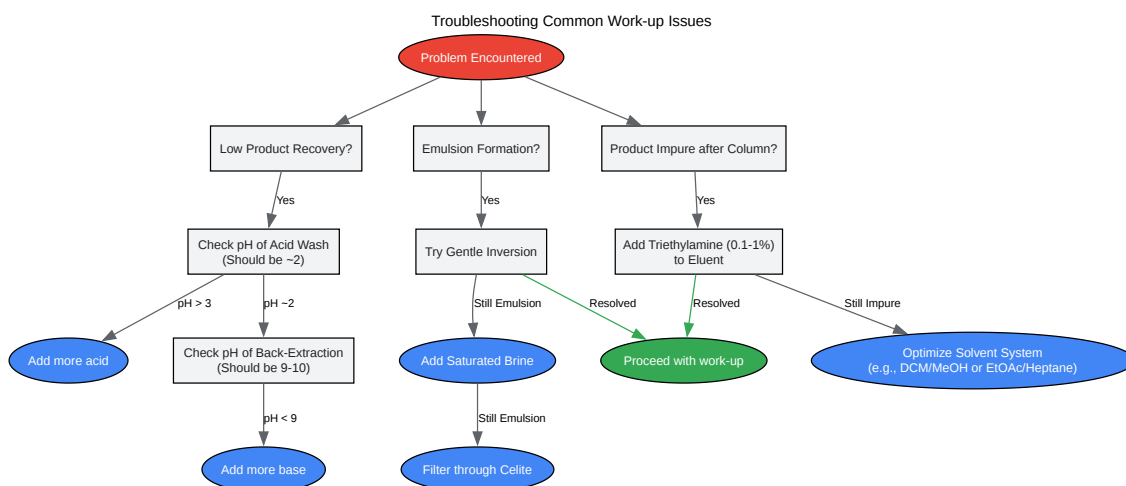 Troubleshooting Common Work-up Issues
Problem Encountered
Low Product Recovery?
Emulsion Formation?
Product Impure after Column?
Yes
Yes
Yes
Check pH of Acid Wash
(Should be ~2)
Try Gentle Inversion
Add Triethylamine (0.1-1%)
to Eluent
pH > 3
pH ~2
Still Emulsion
Resolved
Resolved
Still Impure
Add more acid
Check pH of Back-Extraction
(Should be 9-10)
Add Saturated Brine
Proceed with work-up
Optimize Solvent System
(e.g., DCM/MeOH or EtOAc/Heptane)
pH < 9
Still Emulsion
Add more base
Filter through Celite